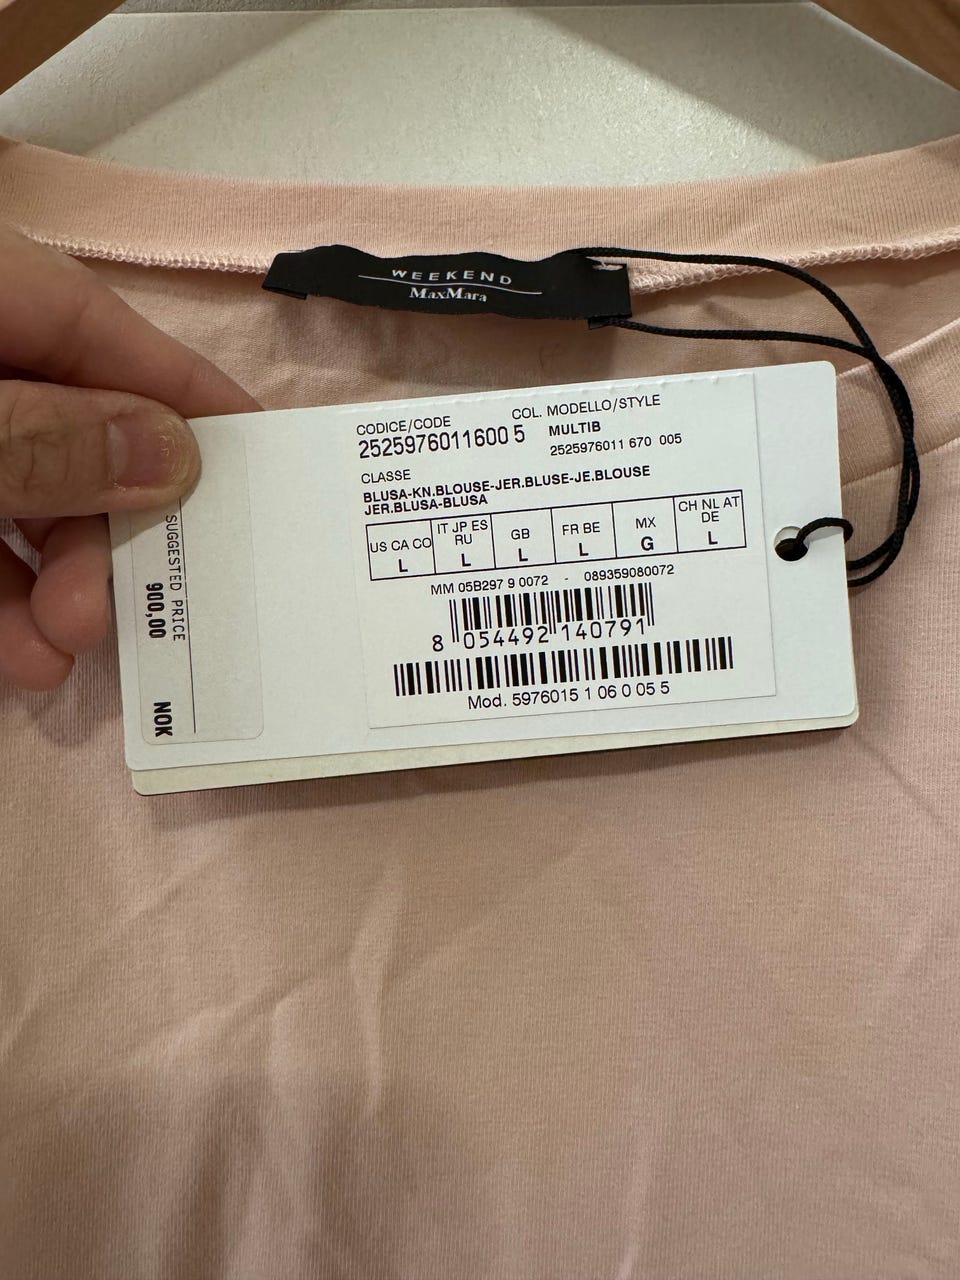 WEEKEND
MaxMara
CODICE/CODE
2525976011600 5
COL. MODELLO/STYLE
MULTIB
2525976011 670 005
CLASSE
BLUSA-KN.BLOUSE-JER.BLUSE-JE.BLOUSE
JER.BLUSA-BLUSA
US CA CO
L
IT JP ES
RU
L
GB
L
FR BE
L
MX
G
CH NL AT
DE
L
MM 05B297 9 0072 - 089359080072
8 054492 140791
Mod. 5976015 1 06 0 05 5
SUGGESTED PRICE
900,00 NOK